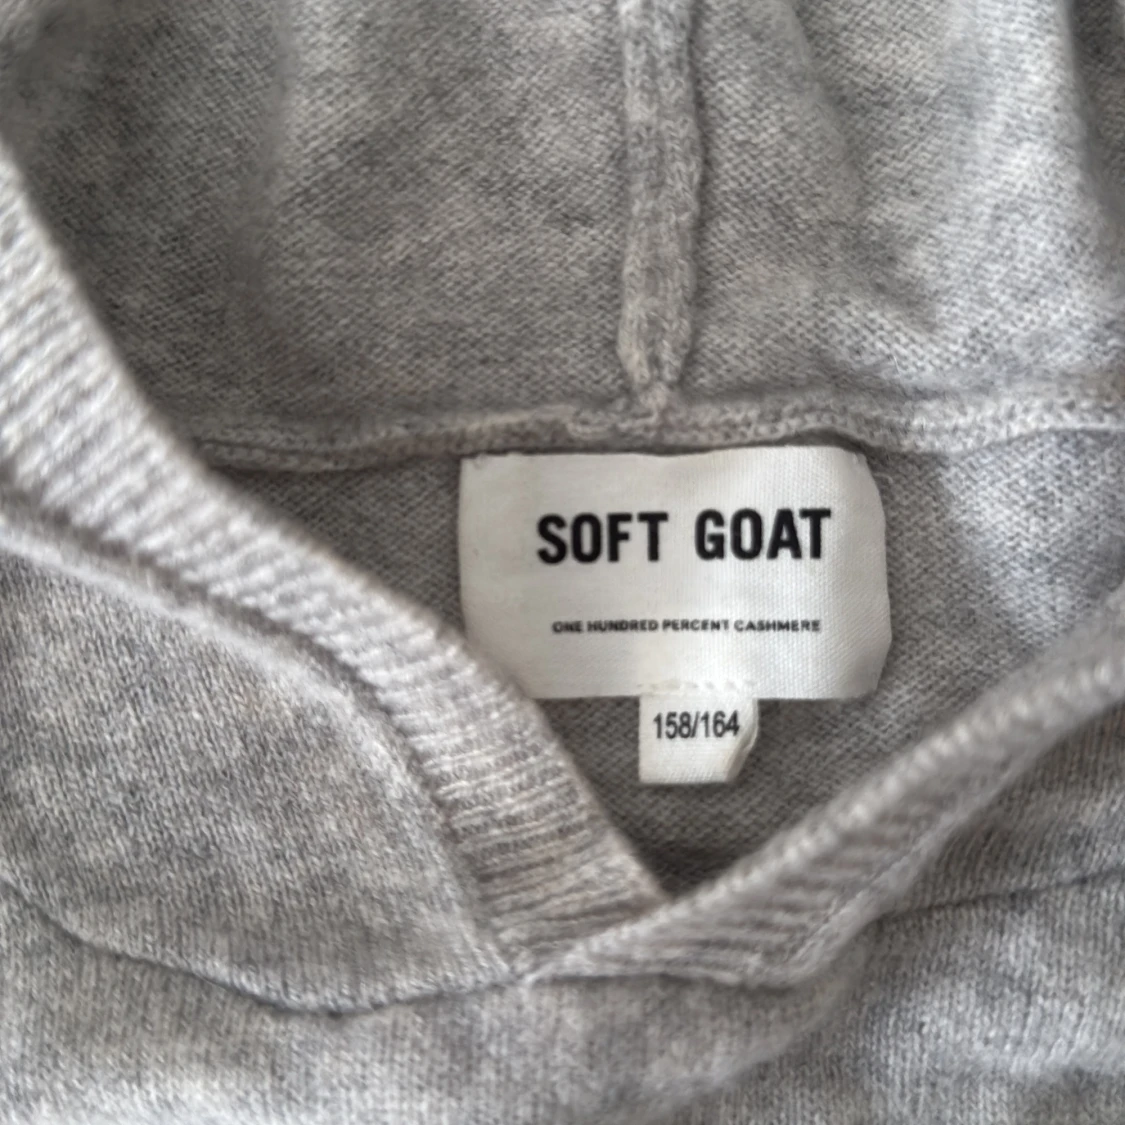 SOFT GOAT
ONE HUNDRED PERCENT CASHMERE
158/164